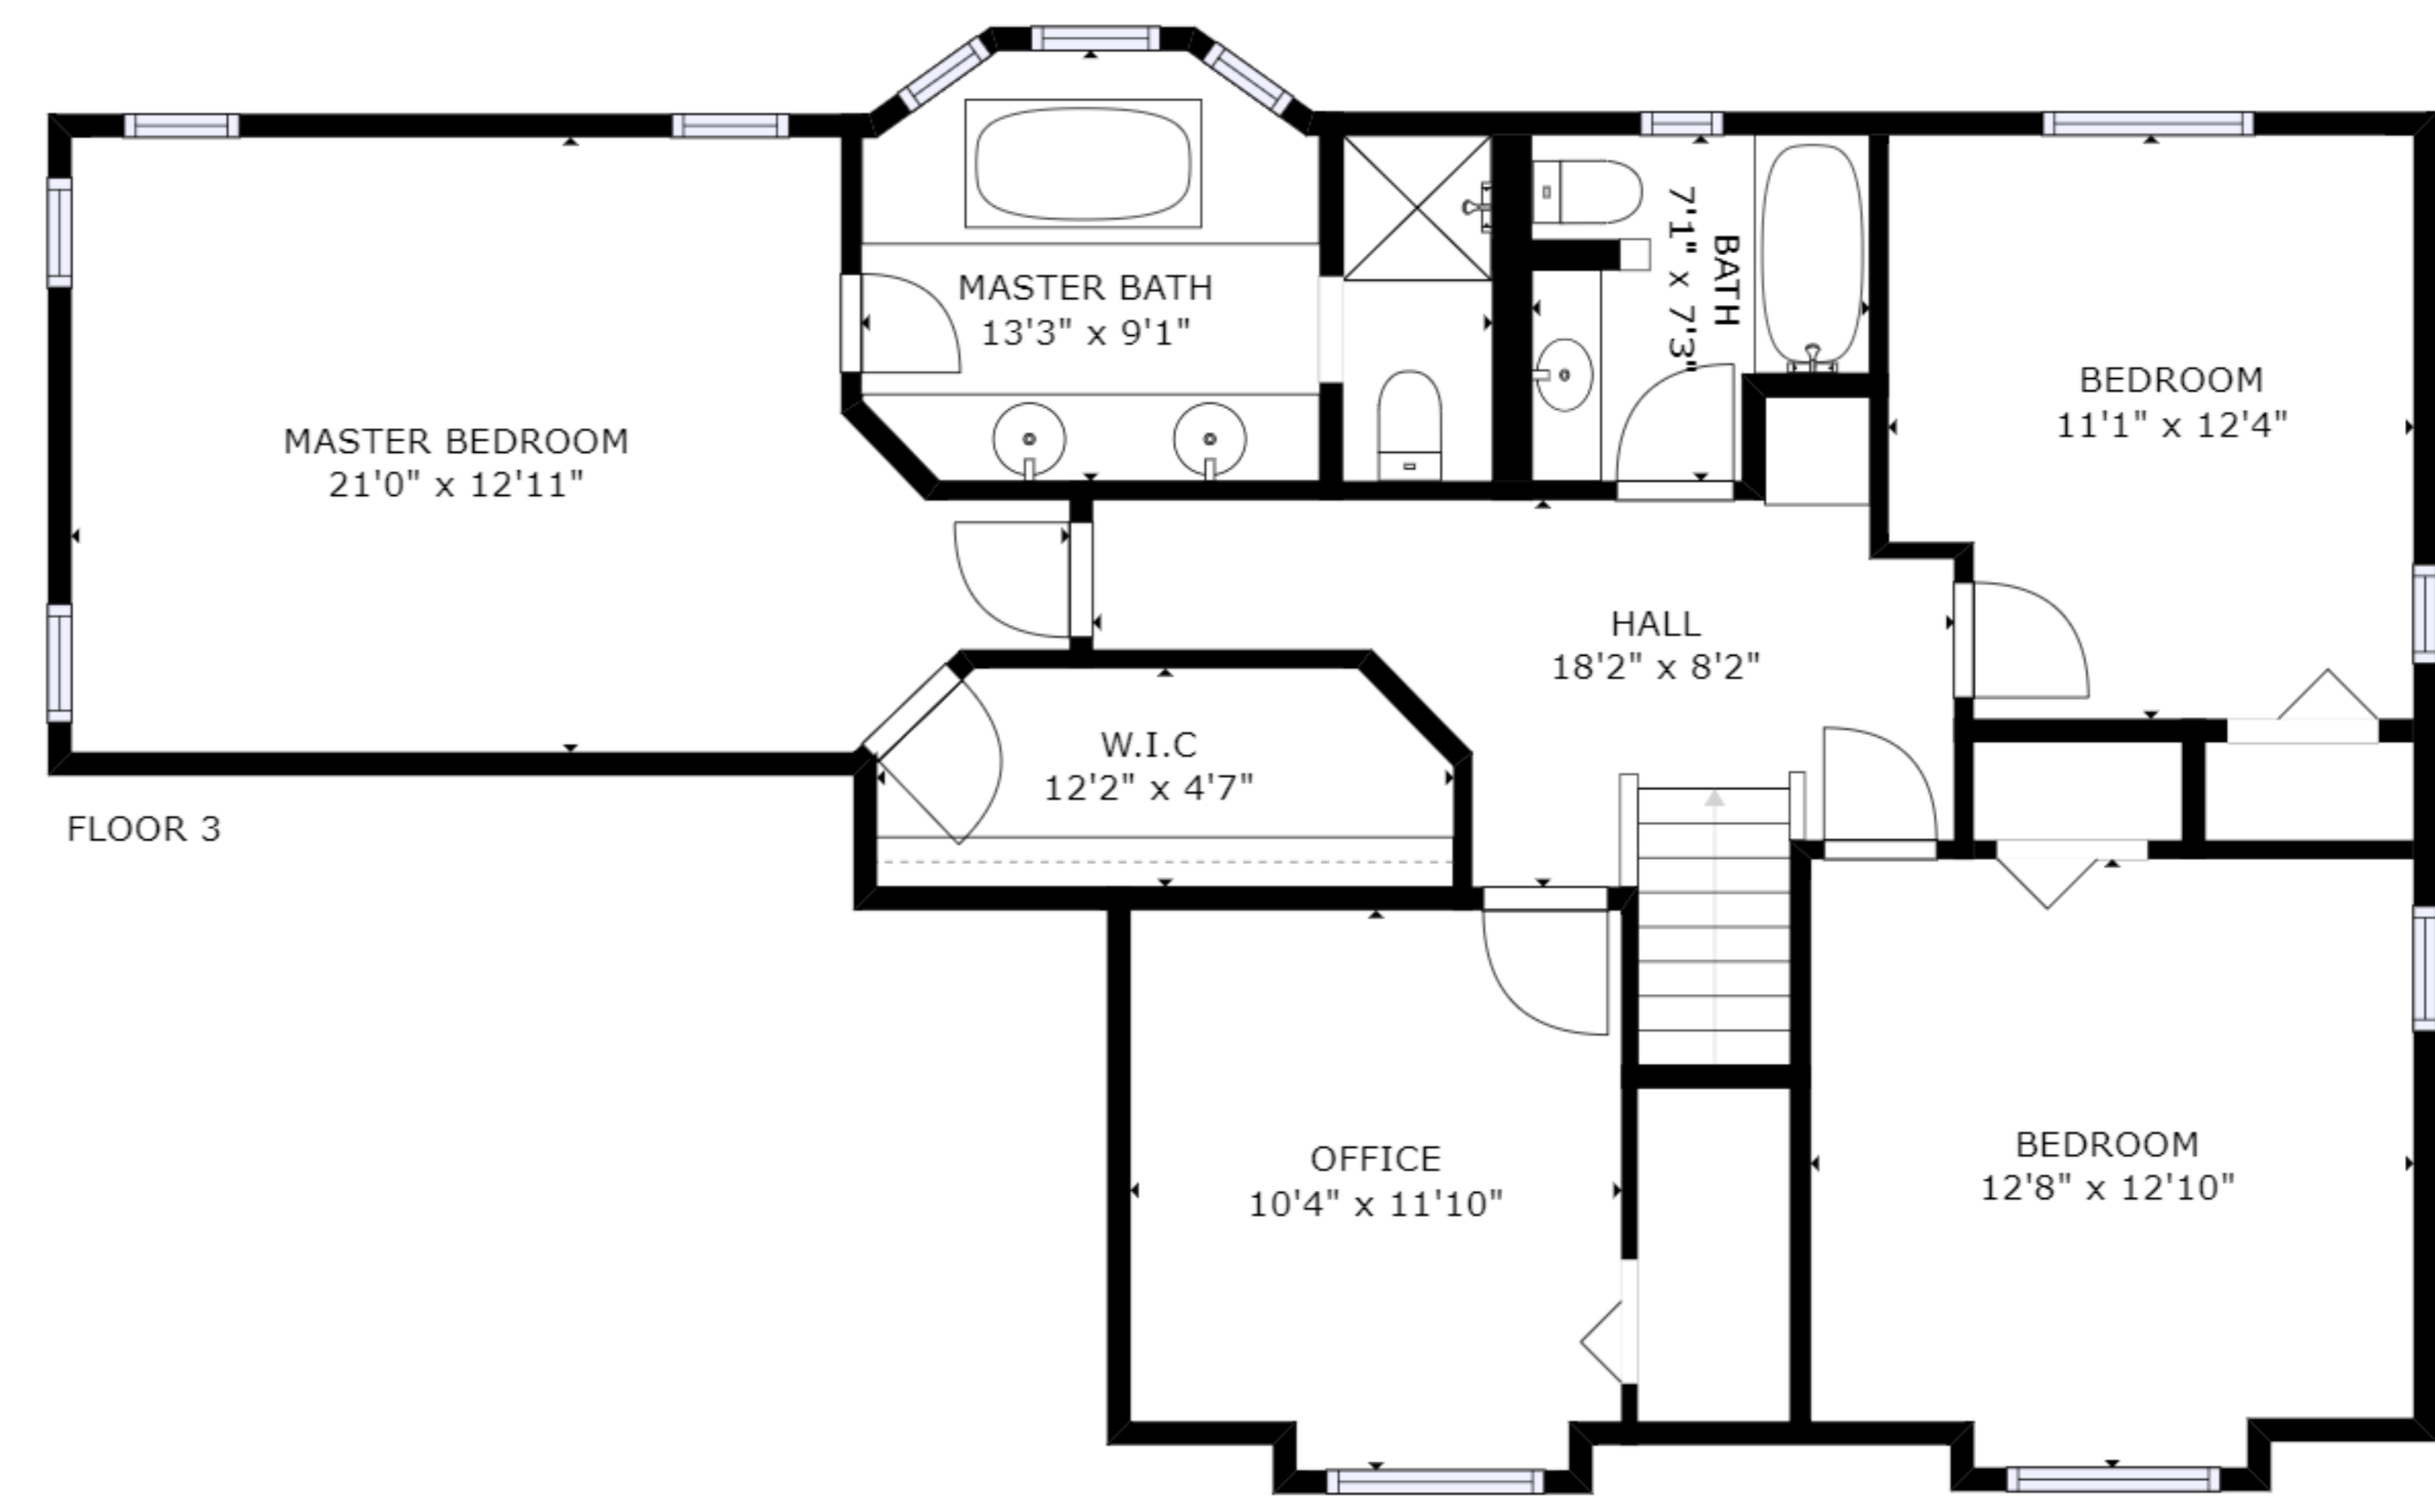 MASTER BEDROOM
21'0" x 12'11"
MASTER BATH
13'3" x 9'1"
BATH
7'1" x 7'3"
BEDROOM
11'1" x 12'4"
HALL
18'2" x 8'2"
W.I.C
12'2" x 4'7"
FLOOR 3
OFFICE
10'4" x 11'10"
BEDROOM
12'8" x 12'10"